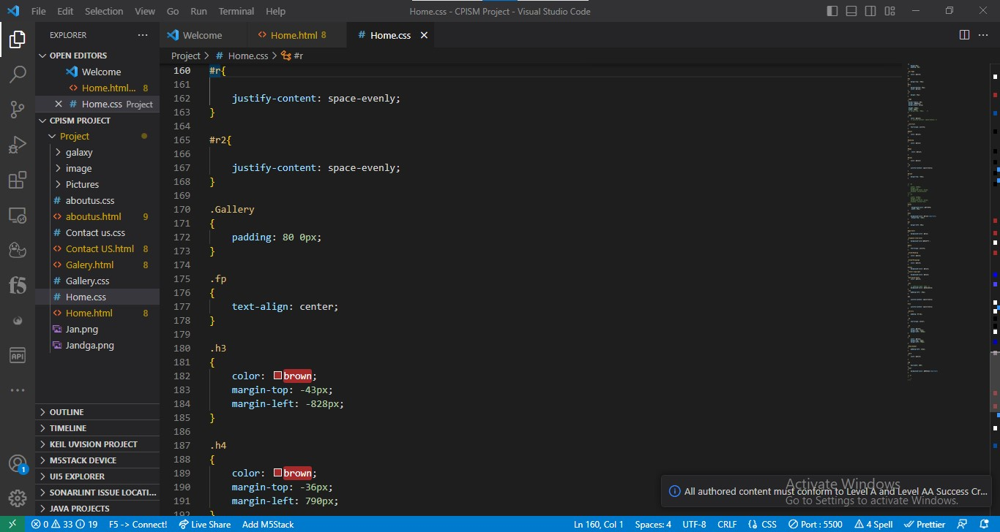 File Edit Selection View Go Run Terminal Help Home.css - CPISM Project - Visual Studio Code
EXPLORER
OPEN EDITORS
Welcome
Home.html... 8
Home.css Project
CPISM PROJECT
Project
galaxy
image
Pictures
aboutus.css
aboutus.html 9
Contact us.css
Contact US.html 8
Galery.html 8
Gallery.css
Home.css
Home.html 8
Jan.png
Jandga.png
OUTLINE
TIMELINE
KEIL UVISION PROJECT
M5STACK DEVICE
UI5 EXPLORER
SONARLINT ISSUE LOCATI...
JAVA PROJECTS
f5
API
1
Welcome Home.html 8 # Home.css
Project > # Home.css > #r
160 #r{
161
162 justify-content: space-evenly;
163 }
164
165 #r2{
166
167 justify-content: space-evenly;
168 }
169
170 .Gallery
171 {
172 padding: 80 0px;
173 }
174
175 .fp
176 {
177 text-align: center;
178 }
179
180 .h3
181 {
182 color: brown;
183 margin-top: -43px;
184 margin-left: -828px;
185 }
186
187 .h4
188 {
189 color: brown;
190 margin-top: -36px;
191 margin-left: 790px;
192 }
All authored content must conform to Level A and Level AA Success Cr...
Activate Windows
Go to Settings to activate Windows.
0 33 19 F5 -> Connect! Live Share Add M5Stack Ln 160, Col 1 Spaces: 4 UTF-8 CRLF CSS Port : 5500 4 Spell Prettier